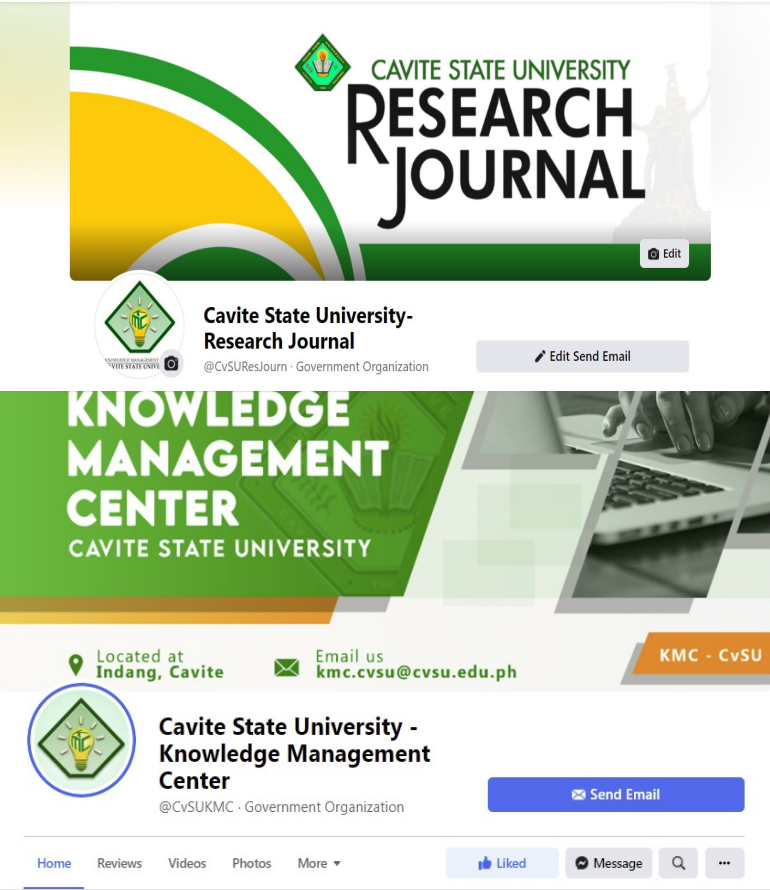 CAVITE STATE UNIVERSITY
RESEARCH
JOURNAL
Edit
Cavite State University-
Research Journal
@CvSUResJourn · Government Organization
Edit Send Email
KNOWLEDGE MANAGEMENT
KNOWLEDGE
MANAGEMENT
CENTER
CAVITE STATE UNIVERSITY
Located at
Indang, Cavite
Email us
kmc.cvsu@cvsu.edu.ph
KMC - CvSU
Cavite State University -
Knowledge Management
Center
@CvSUKMC · Government Organization
Send Email
Home Reviews Videos Photos More
Liked Message ...